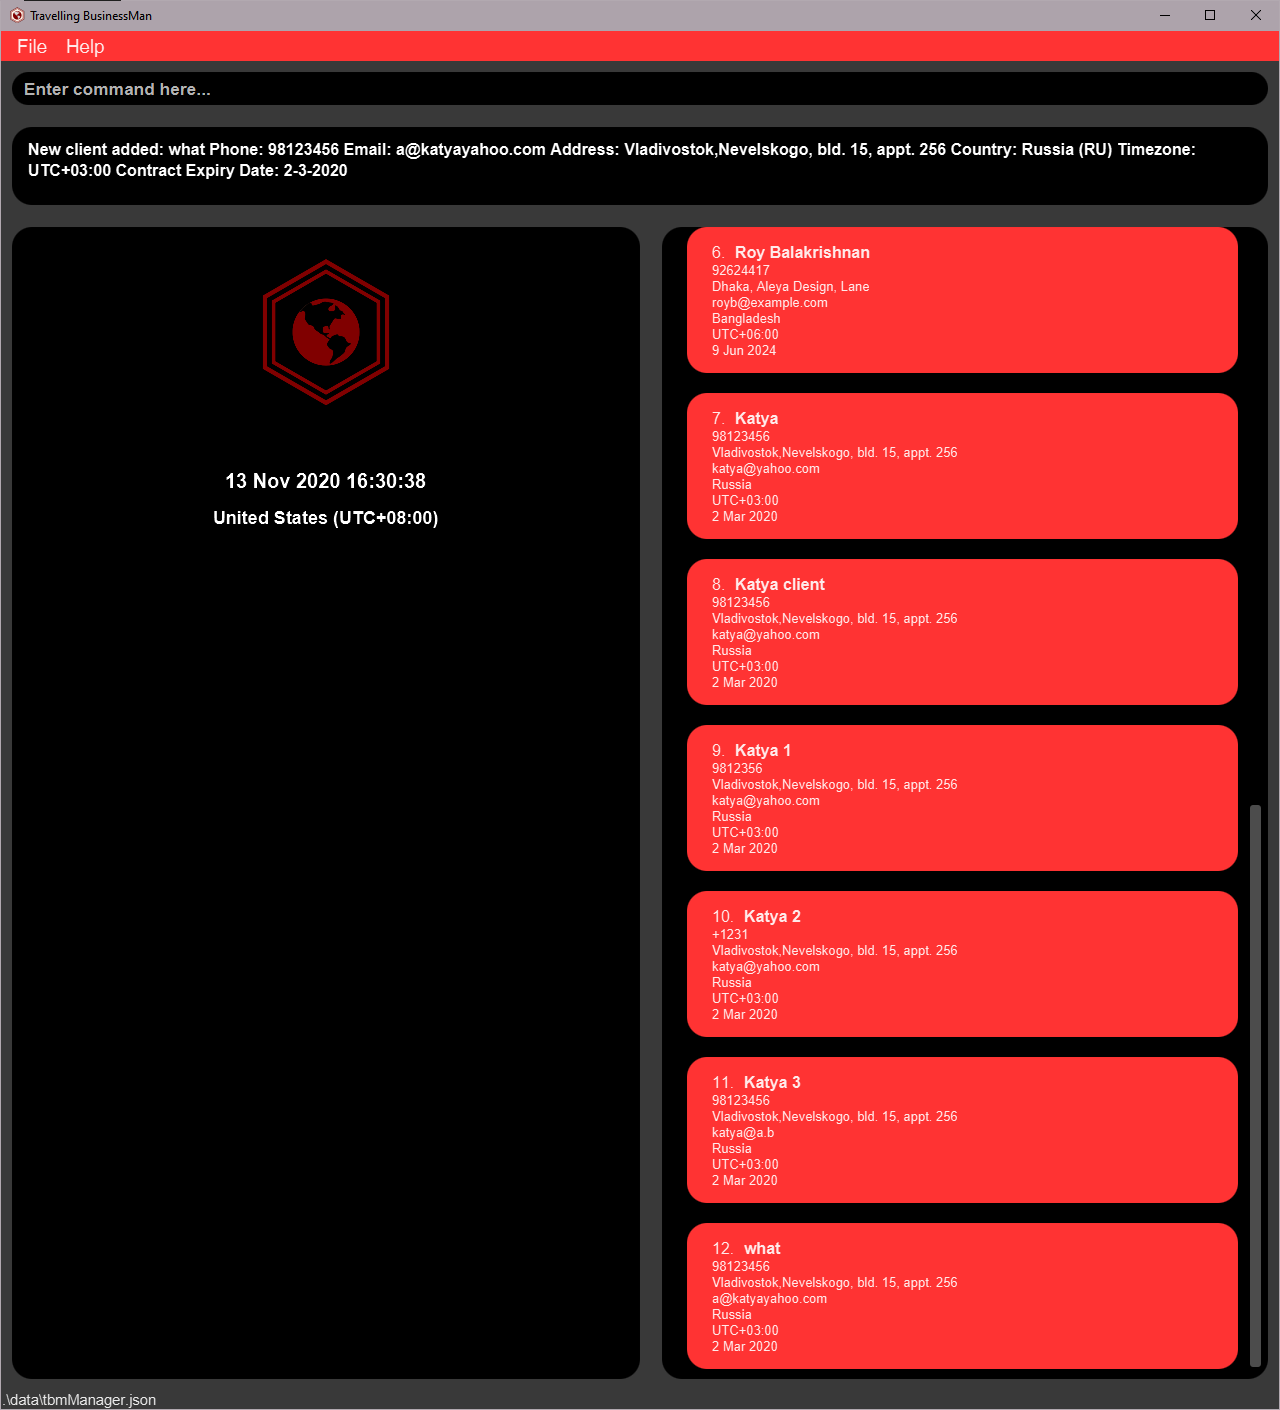 Travelling BusinessMan
File Help
Enter command here...
New client added: what Phone: 98123456 Email: a@katyayahoo.com Address: Vladivostok,Nevelskogo, bld. 15, appt. 256 Country: Russia (RU) Timezone:
UTC+03:00 Contract Expiry Date: 2-3-2020
13 Nov 2020 16:30:38
United States (UTC+08:00)
6. Roy Balakrishnan
92624417
Dhaka, Aleya Design, Lane
royb@example.com
Bangladesh
UTC+06:00
9 Jun 2024
7. Katya
98123456
Vladivostok,Nevelskogo, bld. 15, appt. 256
katya@yahoo.com
Russia
UTC+03:00
2 Mar 2020
8. Katya client
98123456
Vladivostok,Nevelskogo, bld. 15, appt. 256
katya@yahoo.com
Russia
UTC+03:00
2 Mar 2020
9. Katya 1
9812356
Vladivostok,Nevelskogo, bld. 15, appt. 256
katya@yahoo.com
Russia
UTC+03:00
2 Mar 2020
10. Katya 2
+1231
Vladivostok,Nevelskogo, bld. 15, appt. 256
katya@yahoo.com
Russia
UTC+03:00
2 Mar 2020
11. Katya 3
98123456
Vladivostok,Nevelskogo, bld. 15, appt. 256
katya@a.b
Russia
UTC+03:00
2 Mar 2020
12. what
98123456
Vladivostok,Nevelskogo, bld. 15, appt. 256
a@katyayahoo.com
Russia
UTC+03:00
2 Mar 2020
.\data\tbmManager.json